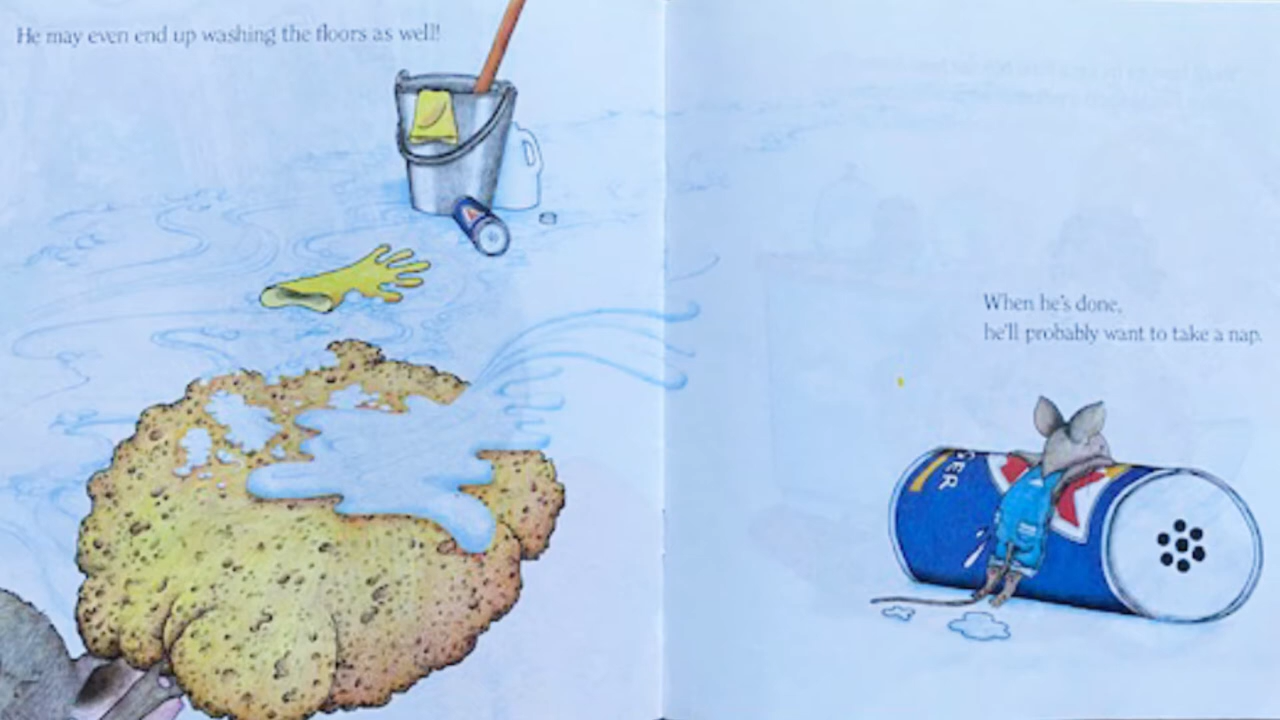 He may even end up washing the floors as well!
When he's done,
he'll probably want to take a nap.
GER